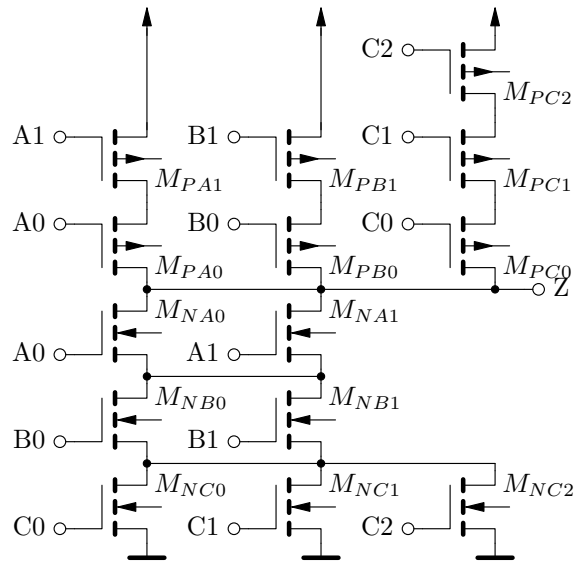 C2
M_{PC2}
A1 B1 C1
M_{PA1} M_{PB1} M_{PC1}
A0 B0 C0
M_{PA0} M_{PB0} M_{PC0}
Z
M_{NA0} M_{NA1}
A0 A1
M_{NB0} M_{NB1}
B0 B1
M_{NC0} M_{NC1} M_{NC2}
C0 C1 C2